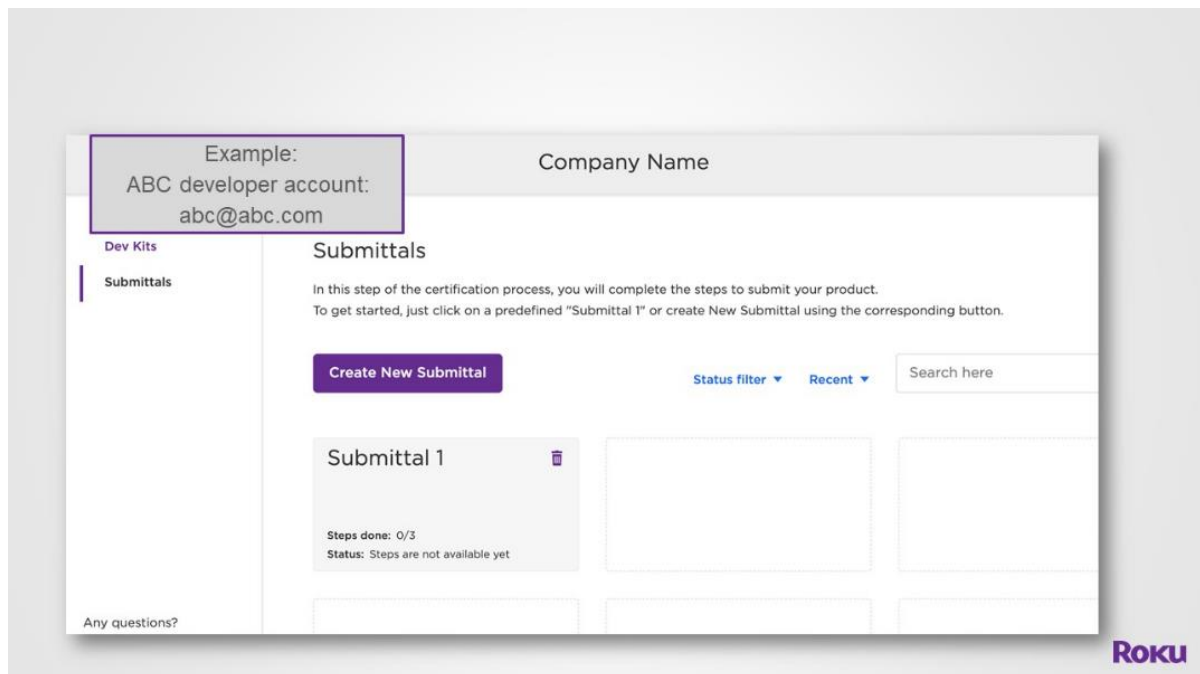 Example:
ABC developer account:
abc@abc.com
Company Name
Dev Kits
Submittals
Submittals
In this step of the certification process, you will complete the steps to submit your product.
To get started, just click on a predefined "Submittal 1" or create New Submittal using the corresponding button.
Create New Submittal
Status filter
Recent
Search here
Submittal 1
Steps done: 0/3
Status: Steps are not available yet
Any questions?
Roku